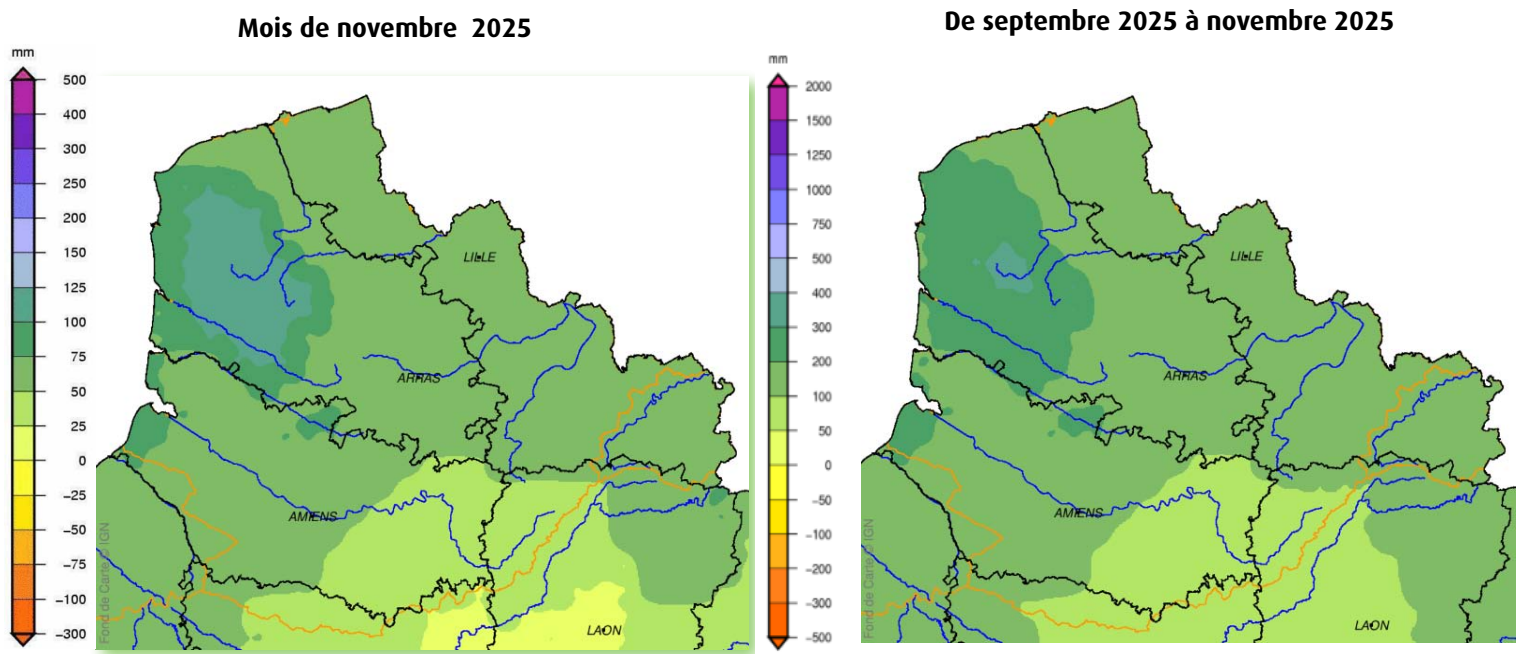 Mois de novembre 2025
De septembre 2025 à novembre 2025
mm
500
400
300
250
200
150
125
100
75
50
25
0
−25
−50
−75
−100
−300
LILLE
ARRAS
AMIENS
LAON
Fond de Carte © IGN
mm
2000
1500
1250
1000
750
500
400
300
200
100
50
0
−50
−100
−200
−300
−500
LILLE
ARRAS
AMIENS
LAON
Fond de Carte © IGN